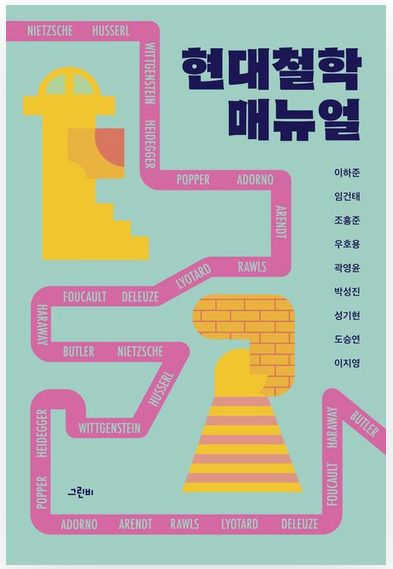 NIETZSCHE HUSSERL
WITTGENSTEIN HEIDEGGER
POPPER ADORNO
ARENDT
RAWLS
LYOTARD
DELEUZE
FOUCAULT
HARAWAY
BUTLER NIETZSCHE
HUSSERL
WITTGENSTEIN
HEIDEGGER
POPPER
ADORNO ARENDT RAWLS LYOTARD DELEUZE
FOUCAULT HARAWAY
BUTLER
현대철학
매뉴얼
이하준
임건태
조홍준
우호용
곽영윤
박성진
성기현
도승연
이지영
그린비